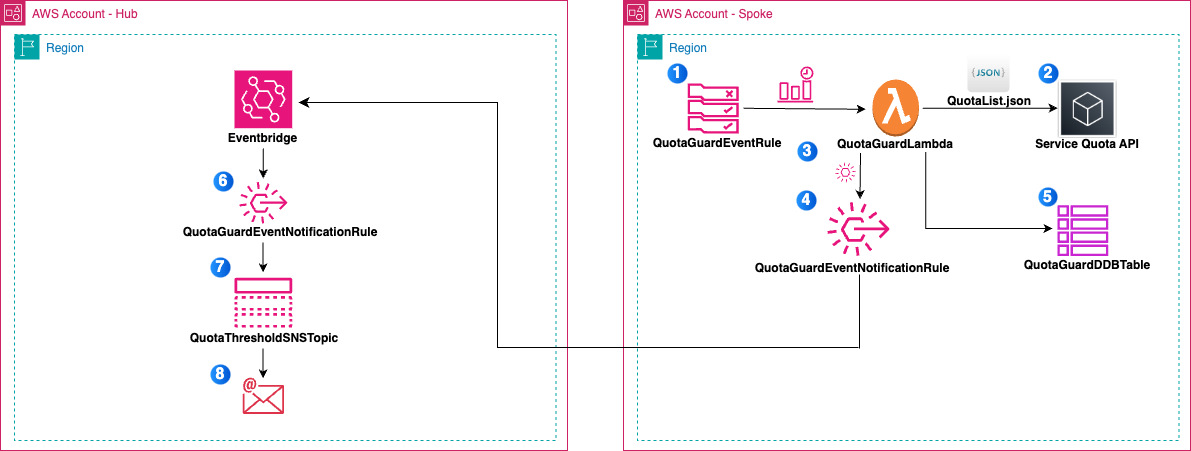 AWS Account - Hub
Region
Eventbridge
6
QuotaGuardEventNotificationRule
7
QuotaThresholdSNSTopic
8
@
AWS Account - Spoke
Region
1
QuotaGuardEventRule
λ
QuotaGuardLambda
{JSON}
QuotaList.json
2
Service Quota API
3
4
QuotaGuardEventNotificationRule
5
QuotaGuardDDBTable